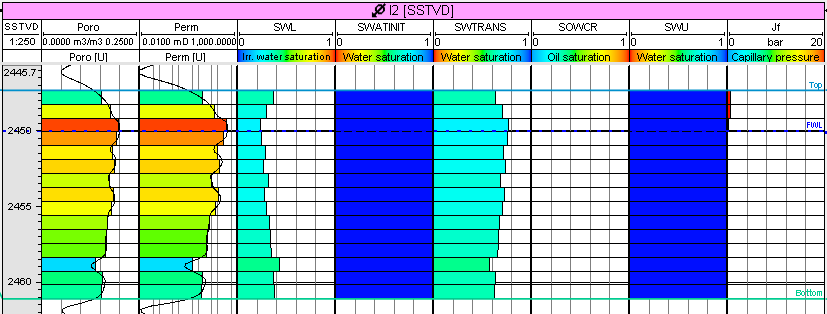 I2 [SSTVD]
SSTVD Poro Perm SWL SWATINIT SWTRANS SOWCR SWU Jf
1:250 0.0000 m3/m3 0.2500 0.0100 mD 1,000.0000 0 1 0 1 0 1 0 1 0 1 0 bar 20
Poro [U] Perm [U] Irr. water saturation Water saturation Water saturation Oil saturation Water saturation Capillary pressure
2445.7
Top
FWL
2450
2455
2460
Bottom